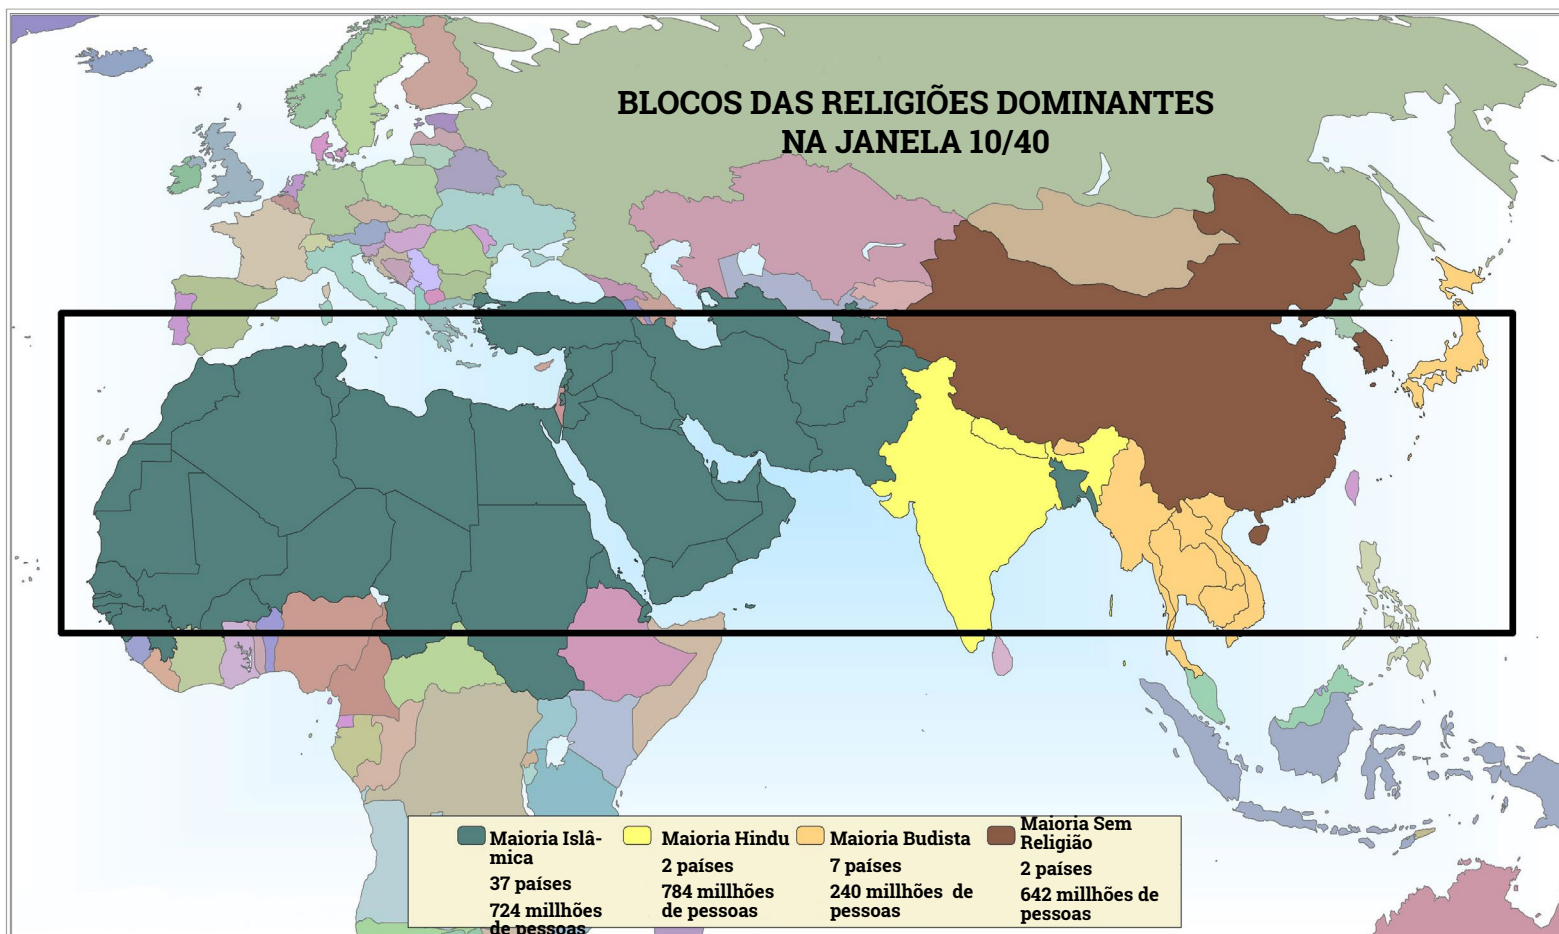 BLOCOS DAS RELIGIÕES DOMINANTES
NA JANELA 10/40
Maioria Islâ-
mica
37 países
724 millhões
de pessoas
Maioria Hindu
2 países
784 millhões
de pessoas
Maioria Budista
7 países
240 millhões de
pessoas
Maioria Sem
Religião
2 países
642 millhões de
pessoas